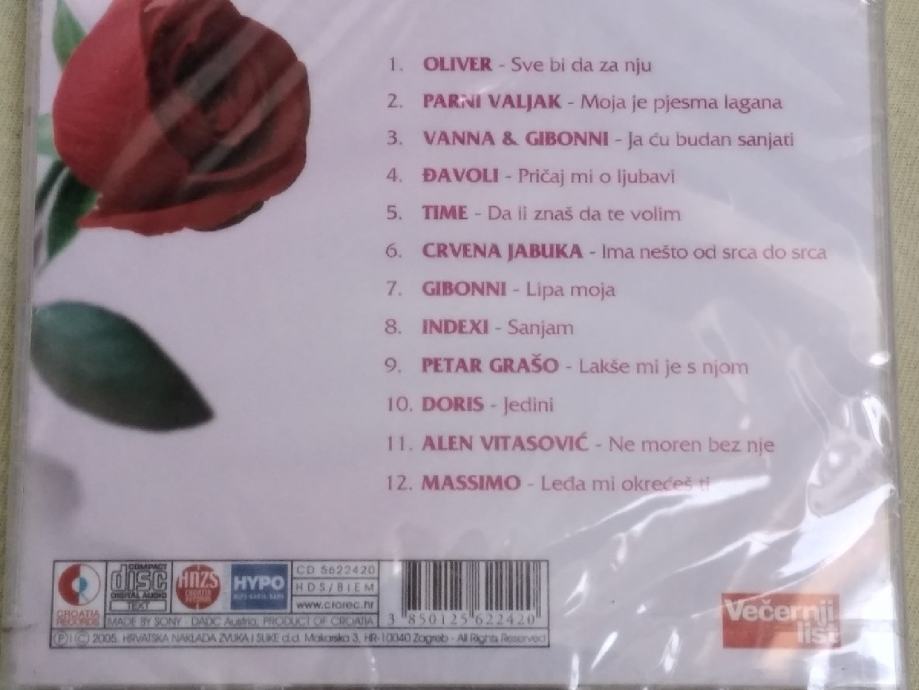 1. OLIVER - Sve bi da za nju
2. PARNI VALJAK - Moja je pjesma lagana
3. VANNA & GIBONNI - Ja ću budan sanjati
4. ĐAVOLI - Pričaj mi o ljubavi
5. TIME - Da li znaš da te volim
6. CRVENA JABUKA - Ima nešto od srca do srca
7. GIBONNI - Lipa moja
8. INDEXI - Sanjam
9. PETAR GRAŠO - Lakše mi je s njom
10. DORIS - Jedini
11. ALEN VITASOVIĆ - Ne moren bez nje
12. MASSIMO - Leđa mi okrećeš ti
CROATIA RECORDS
COMPACT disc DIGITAL AUDIO
TEXT
HNZS
CROATIA RECORDS
HYPO
CD 5622420
HDS/BIEM
www.crorec.hr
3 850125 622420
MADE BY SONY - DADC Austria, PRODUCT OF CROATIA
Ⓟ © 2005. HRVATSKA NAKLADA ZVUKA I SLIKE d.d. Makarska 3, HR-10040 Zagreb - All Rights Reserved
Večernji
list